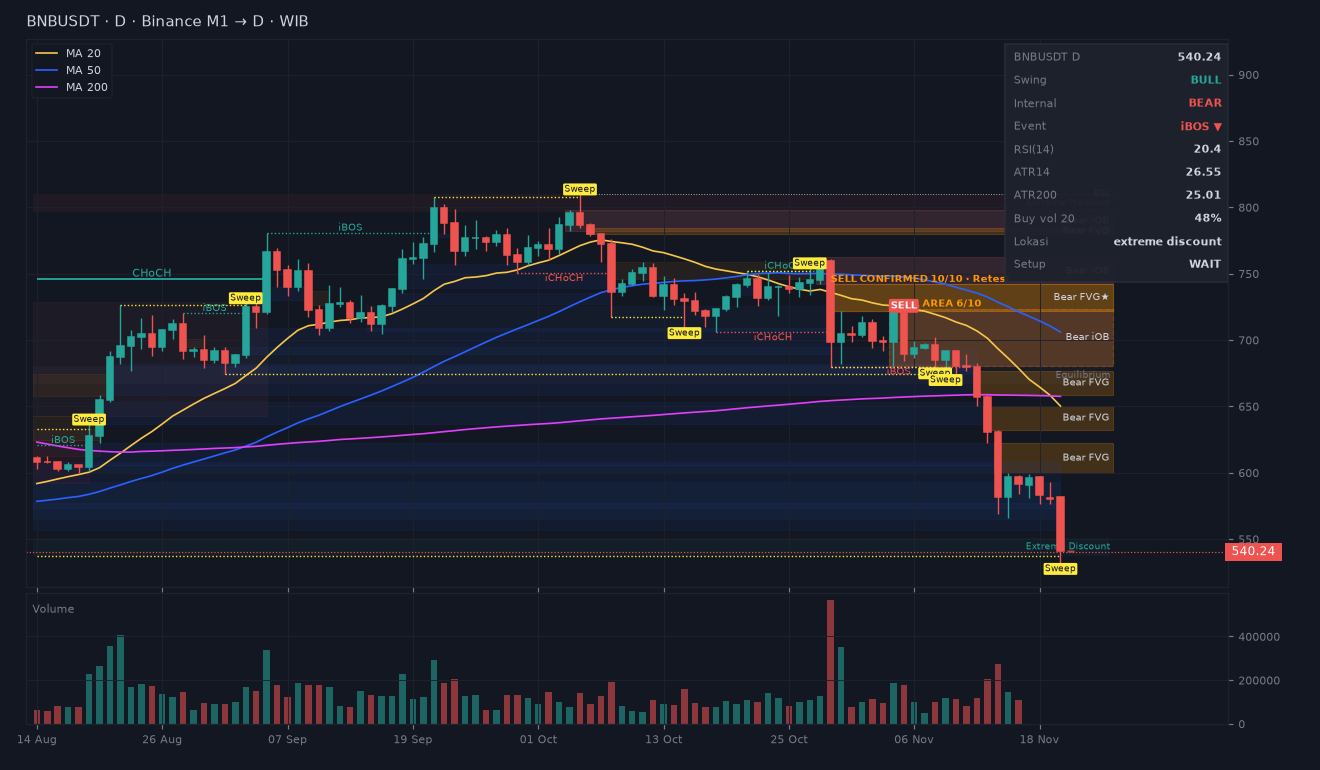 BNBUSDT · D · Binance M1 → D · WIB
MA 20
MA 50
MA 200
BNBUSDT D 540.24
Swing BULL
Internal BEAR
Event iBOS ▼
RSI(14) 20.4
ATR14 26.55
ATR200 25.01
Buy vol 20 48%
Lokasi extreme discount
Setup WAIT
900
850
800
750
700
650
600
550
540.24
Sweep
iBOS
CHoCH
iCHoCH
iCHoC
Sweep
Sweep
iBOS
SELL CONFIRMED 10/10 · Retes
Bear FVG★
SELL AREA 6/10
Sweep
iCHoCH
Bear iOB
iBOS
Sweep
Sweep
Equilibrium
Bear FVG
Sweep
iBOS
Bear FVG
Bear FVG
Extreme Discount
Sweep
Volume
400000
200000
0
14 Aug
26 Aug
07 Sep
19 Sep
01 Oct
13 Oct
25 Oct
06 Nov
18 Nov